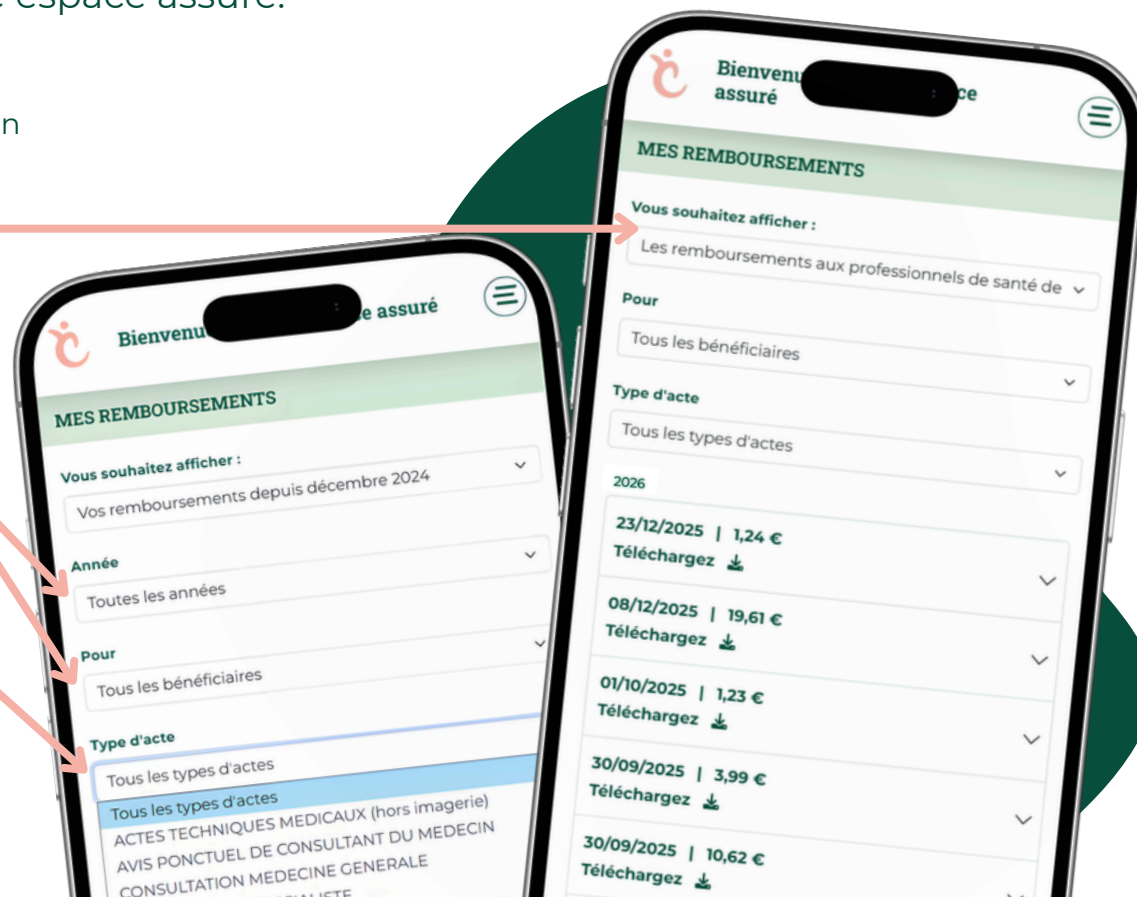 espace assuré.
n
Bienvenu
e assuré
MES REMBOURSEMENTS
Vous souhaitez afficher :
Vos remboursements depuis décembre 2024
Année
Toutes les années
Pour
Tous les bénéficiaires
Type d'acte
Tous les types d'actes
Tous les types d'actes
ACTES TECHNIQUES MEDICAUX (hors imagerie)
AVIS PONCTUEL DE CONSULTANT DU MEDECIN
CONSULTATION MEDECINE GENERALE
Bienvenu ce
assuré
MES REMBOURSEMENTS
Vous souhaitez afficher :
Les remboursements aux professionnels de santé de
Pour
Tous les bénéficiaires
Type d'acte
Tous les types d'actes
2026
23/12/2025 | 1,24 €
Téléchargez
08/12/2025 | 19,61 €
Téléchargez
01/10/2025 | 1,23 €
Téléchargez
30/09/2025 | 3,99 €
Téléchargez
30/09/2025 | 10,62 €
Téléchargez